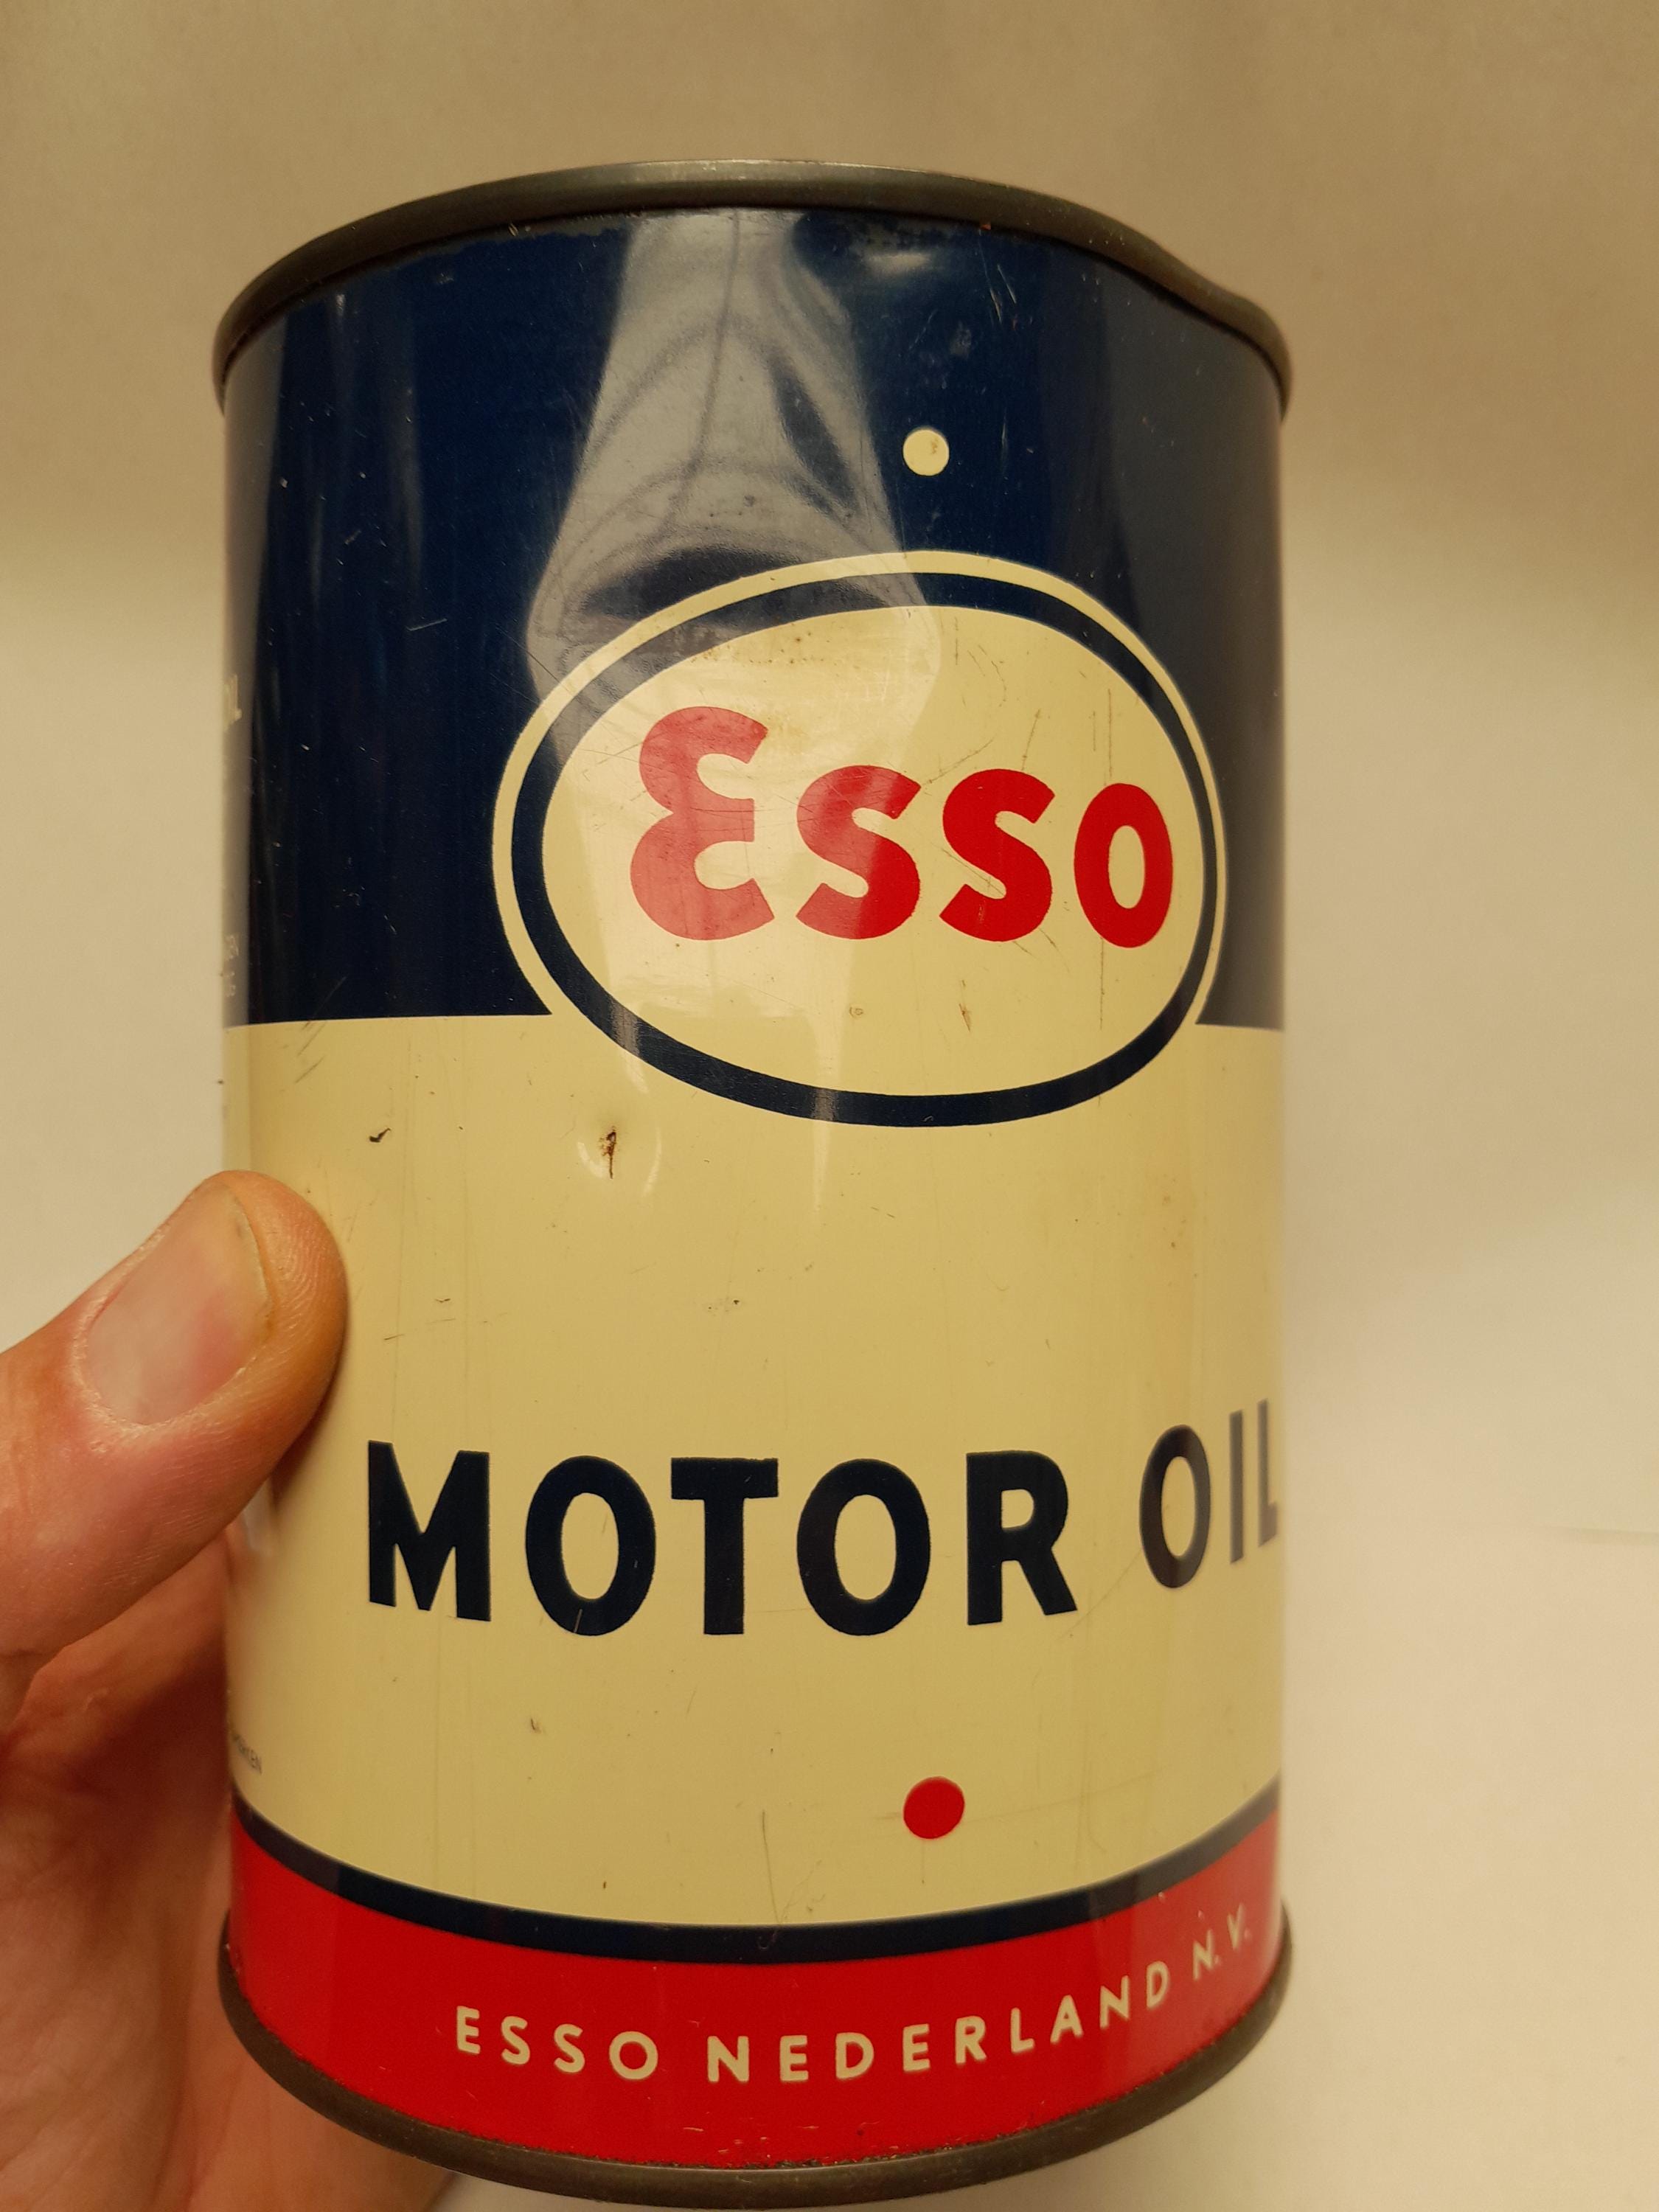 Esso
MOTOR OIL
ESSO NEDERLAND N.V.